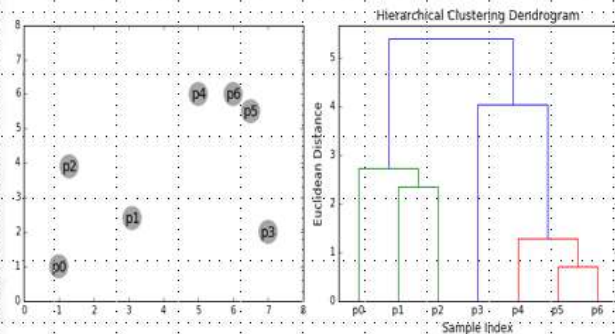 Hierarchical Clustering Dendrogram
8
7
6
5
4
3
2
1
0
p4
p6
p5
p2
p1
p3
p0
0 1 2 3 4 5 6 7 8
Euclidean Distance
5
4
3
2
1
0
p0 p1 p2 p3 p4 p5 p6
Sample Index